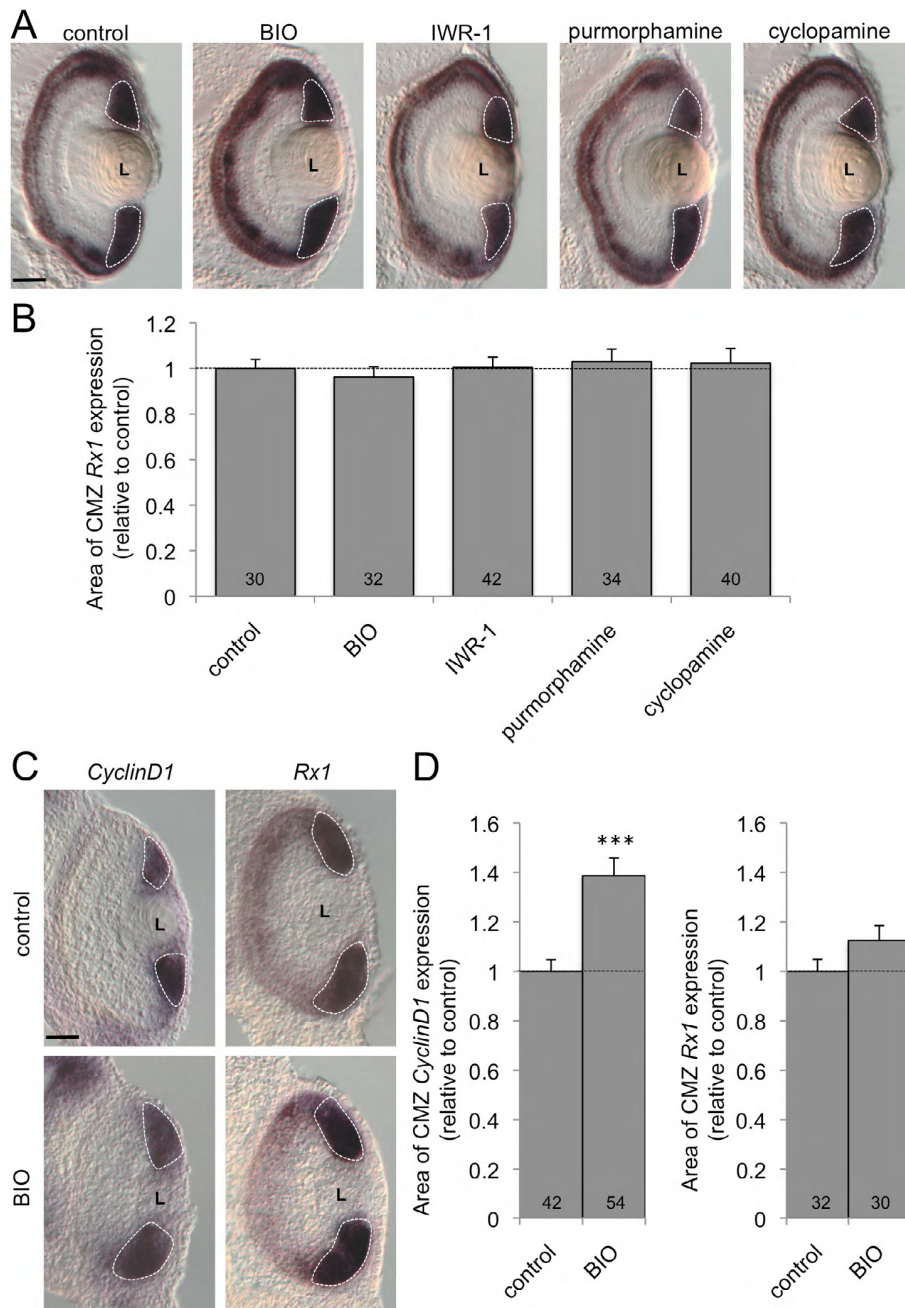 A
control BIO IWR-1 purmorphamine cyclopamine
L L L L L
B
Area of CMZ Rx1 expression
(relative to control)
1.2
1
0.8
0.6
0.4
0.2
0
30 32 42 34 40
control BIO IWR-1 purmorphamine cyclopamine
C
CyclinD1 Rx1
control
L L
BIO
L L
D
Area of CMZ CyclinD1 expression
(relative to control)
1.6
1.4
1.2
1
0.8
0.6
0.4
0.2
0
***
42 54
control BIO
Area of CMZ Rx1 expression
(relative to control)
1.6
1.4
1.2
1
0.8
0.6
0.4
0.2
0
32 30
control BIO